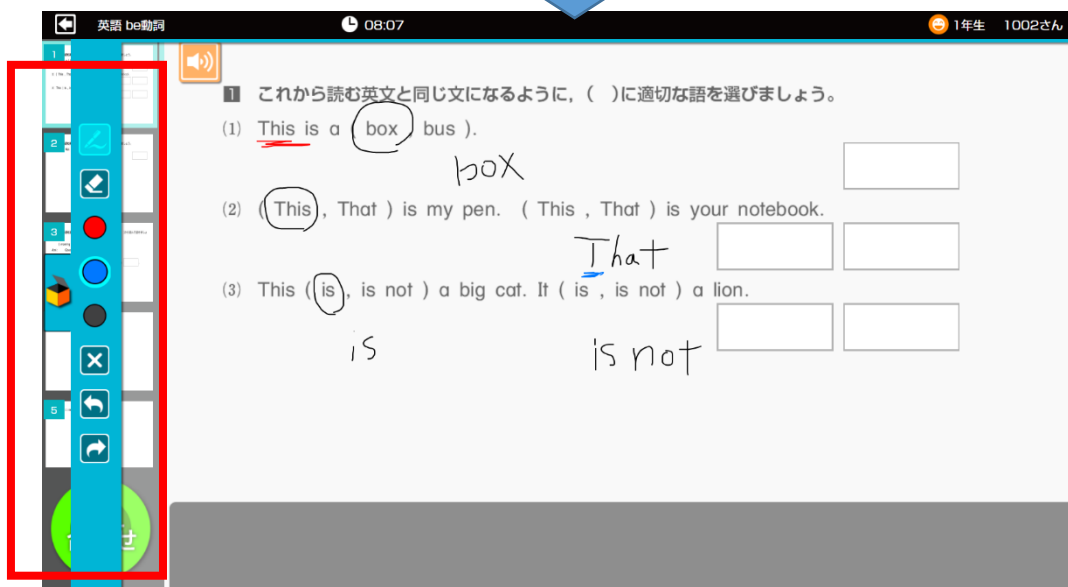 英語 be動詞 08:07 1年生 1002さん
1 これから読む英文と同じ文になるように, ( )に適切な語を選びましょう。
(1) This is a ( box , bus ).
box
(2) ( This , That ) is my pen. ( This , That ) is your notebook.
That
(3) This ( is , is not ) a big cat. It ( is , is not ) a lion.
is is not
1
2
3
5
せ